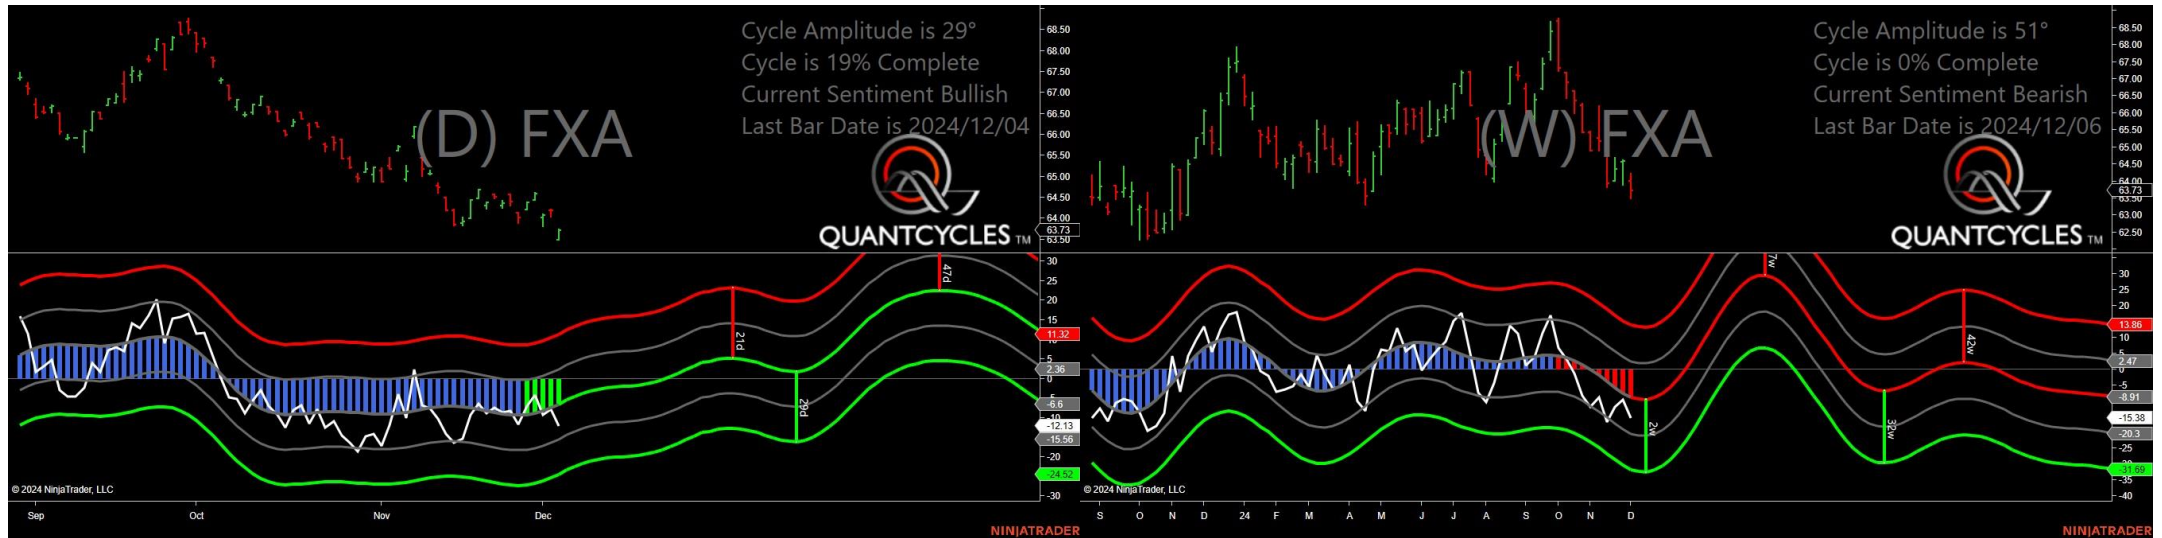 Cycle Amplitude is 29°
Cycle is 19% Complete
Current Sentiment Bullish
Last Bar Date is 2024/12/04
(D) FXA
QUANTCYCLES TM
68.50
68.00
67.50
67.00
66.50
66.00
65.50
65.00
64.50
64.00
63.73
63.50
47d
21d
29d
30
25
20
15
11.32
10
5
2.36
0
-6.6
-10
-12.13
-15.56
-20
-24.52
-30
© 2024 NinjaTrader, LLC
Sep Oct Nov Dec
NINJATRADER
Cycle Amplitude is 51°
Cycle is 0% Complete
Current Sentiment Bearish
Last Bar Date is 2024/12/06
(W) FXA
QUANTCYCLES TM
68.50
68.00
67.50
67.00
66.50
66.00
65.50
65.00
64.50
64.00
63.73
63.50
63.00
62.50
7w
42w
2w
32w
30
25
20
13.86
10
5
2.47
0
-5
-8.91
-15.38
-20.3
-25
-31.69
-35
-40
© 2024 NinjaTrader, LLC
S O N D 24 F M A M J J A S O N D
NINJATRADER